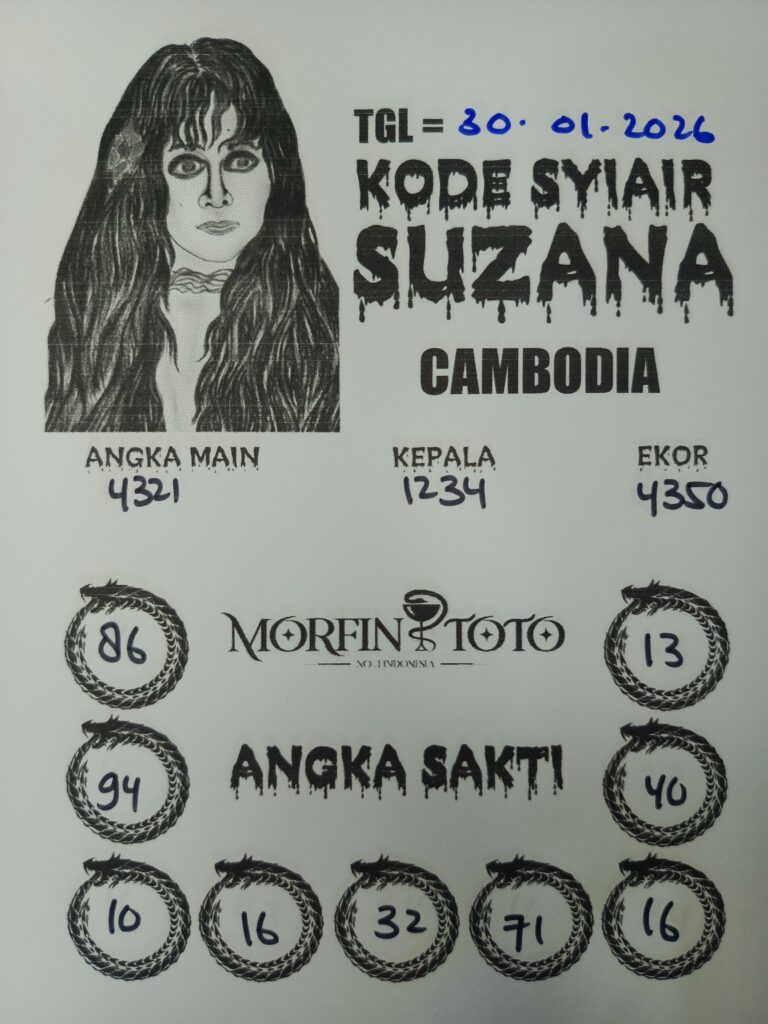 TGL = 30. 01. 2026
KODE SYIAIR
SUZANA
CAMBODIA
ANGKA MAIN KEPALA EKOR
4321 1234 4350
86 MORFIN TOTO 13
NO. 1 INDONESIA
94 ANGKA SAKTI 40
10 16 32 71 16